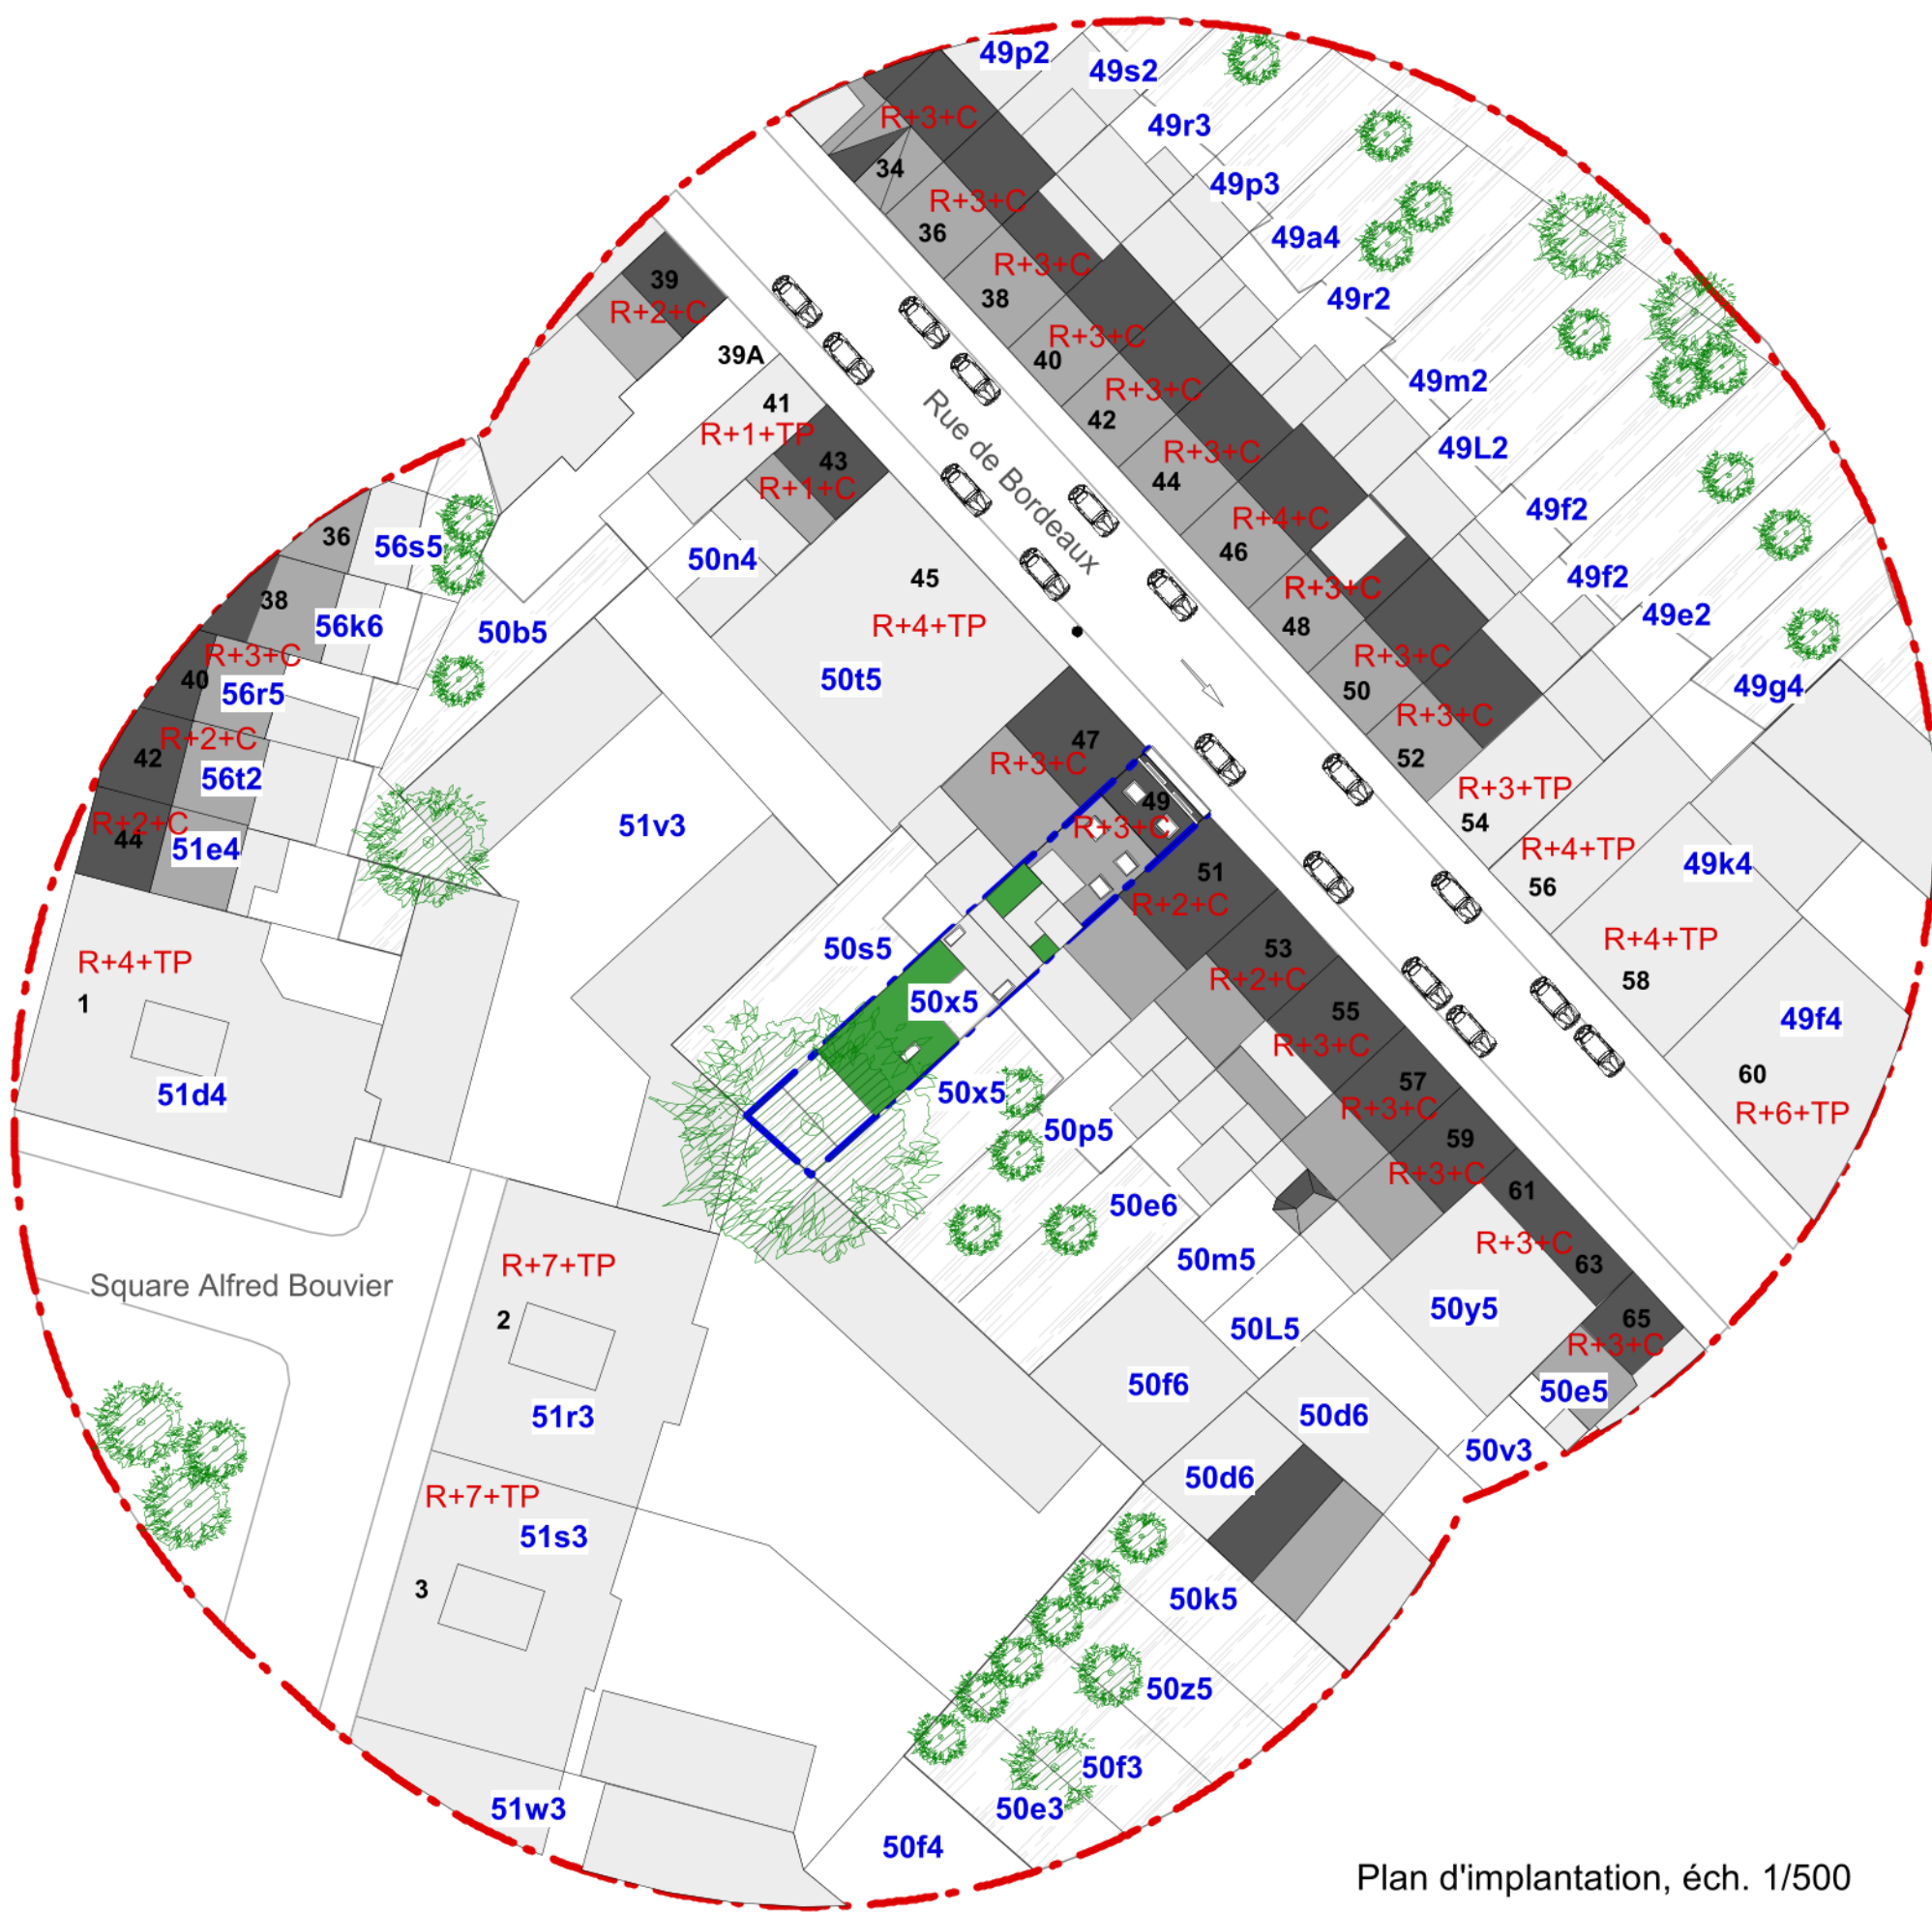 49p2
49s2
R+3+C
49r3
34
49p3
R+3+C
36
49a4
R+3+C
39
38
49r2
R+2+C
R+3+C
39A
40
49m2
R+3+C
41
42
R+1+TP
Rue de Bordeaux
49L2
R+3+C
43
44
R+1+C
49f2
R+4+C
36
56s5
50n4
46
45
49f2
R+3+C
38
49e2
56k6
50b5
R+4+TP
48
R+3+C
R+3+C
40
56r5
50t5
50
49g4
R+3+C
R+2+C
47
42
R+3+C
52
56t2
R+3+TP
49
R+2+C
51v3
R+3+C
54
44
51e4
R+4+TP
49k4
51
56
R+2+C
R+4+TP
50s5
53
R+4+TP
R+2+C
58
1
50x5
55
49f4
R+3+C
60
51d4
50x5
57
R+3+C
R+6+TP
50p5
59
R+3+C
61
50e6
R+3+C
50m5
R+7+TP
63
Square Alfred Bouvier
50y5
2
50L5
65
R+3+C
50f6
50e5
51r3
50d6
50v3
50d6
R+7+TP
51s3
3
50k5
50z5
50f3
51w3
50e3
50f4
Plan d'implantation, éch. 1/500